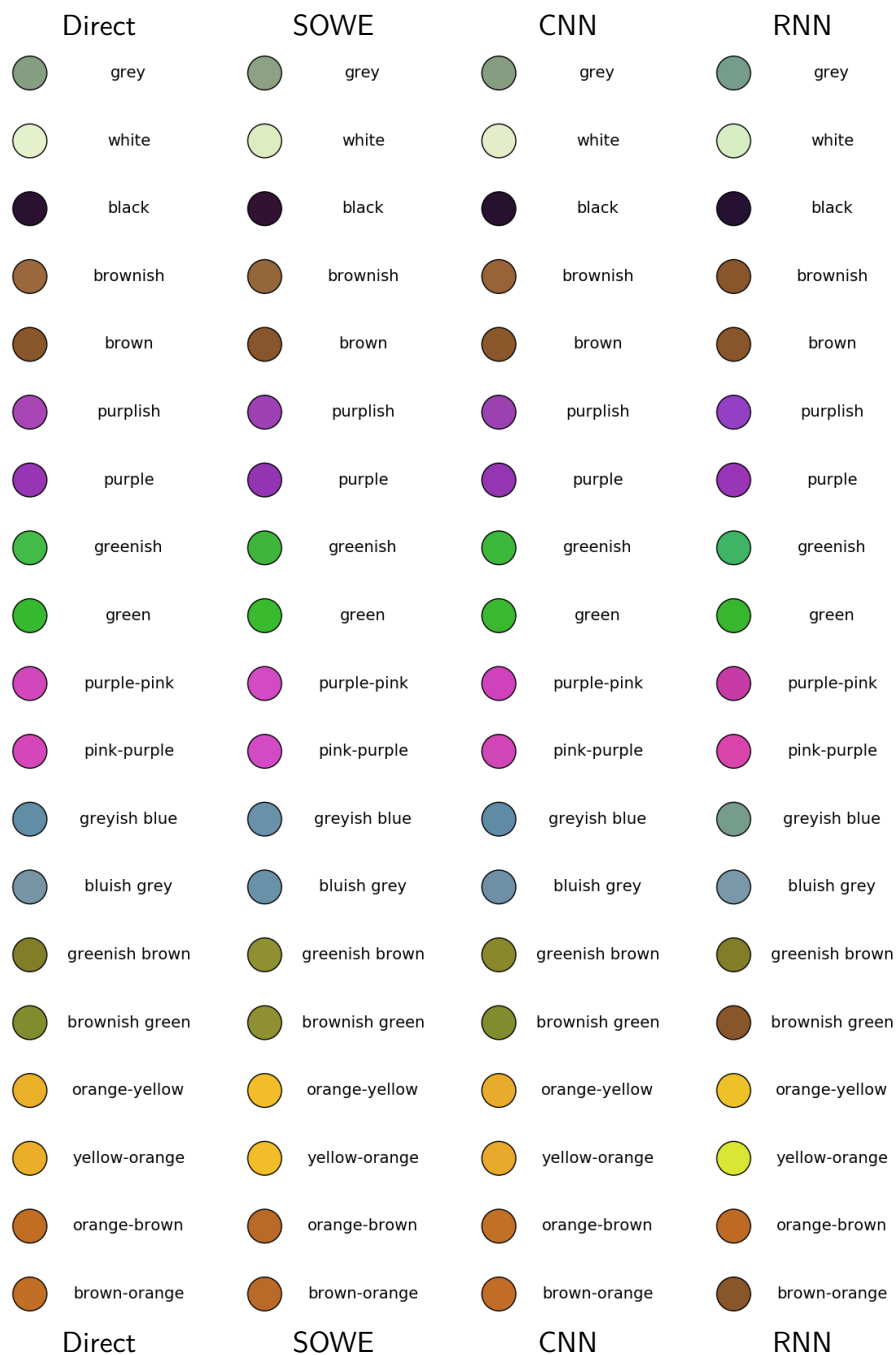 Direct SOWE CNN RNN
grey grey grey grey
white white white white
black black black black
brownish brownish brownish brownish
brown brown brown brown
purplish purplish purplish purplish
purple purple purple purple
greenish greenish greenish greenish
green green green green
purple-pink purple-pink purple-pink purple-pink
pink-purple pink-purple pink-purple pink-purple
greyish blue greyish blue greyish blue greyish blue
bluish grey bluish grey bluish grey bluish grey
greenish brown greenish brown greenish brown greenish brown
brownish green brownish green brownish green brownish green
orange-yellow orange-yellow orange-yellow orange-yellow
yellow-orange yellow-orange yellow-orange yellow-orange
orange-brown orange-brown orange-brown orange-brown
brown-orange brown-orange brown-orange brown-orange
Direct SOWE CNN RNN